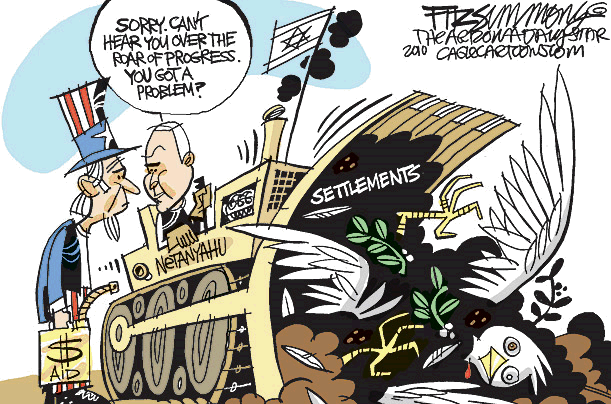 SORRY. CAN'T
HEAR YOU OVER THE
ROAR OF PROGRESS.
YOU GOT A
PROBLEM?
FITZSIMMONS
THE ARIZONA DAILY STAR
2010 CAGLECARTOONS.COM
SETTLEMENTS
NETANYAHU
$
AID